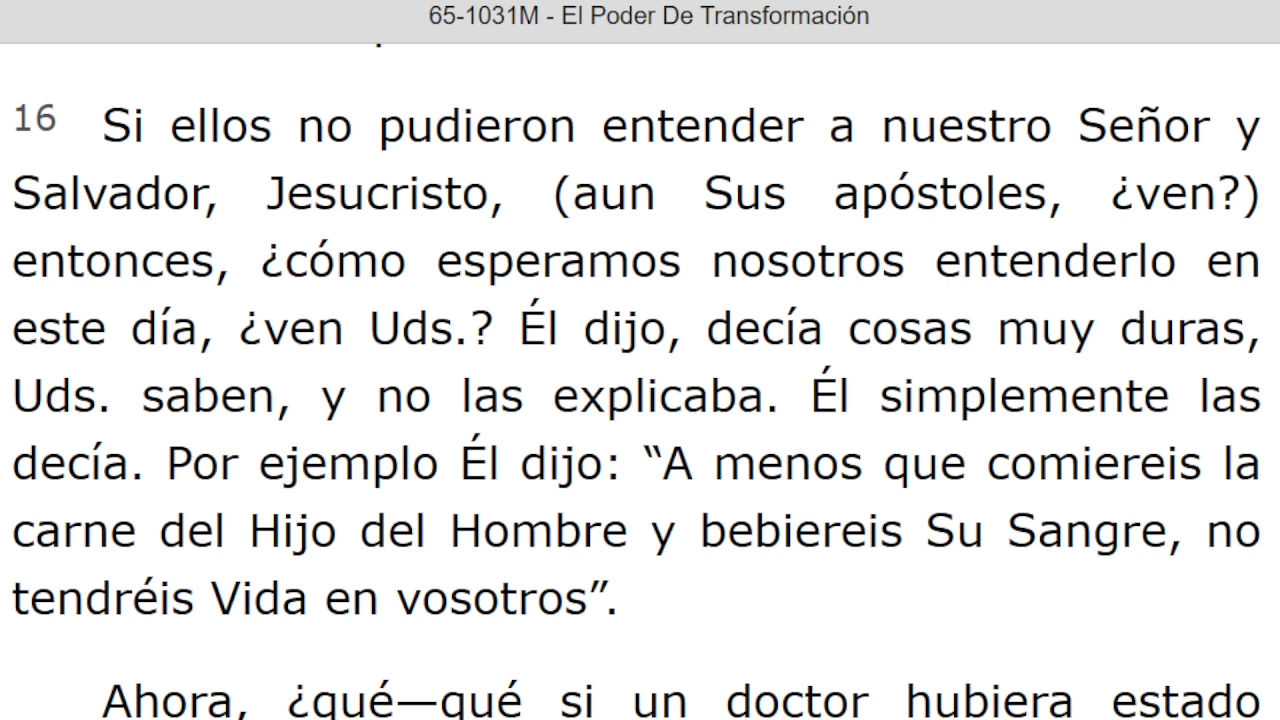 65-1031M - El Poder De Transformación
16 Si ellos no pudieron entender a nuestro Señor y
Salvador, Jesucristo, (aun Sus apóstoles, ¿ven?)
entonces, ¿cómo esperamos nosotros entenderlo en
este día, ¿ven Uds.? Él dijo, decía cosas muy duras,
Uds. saben, y no las explicaba. Él simplemente las
decía. Por ejemplo Él dijo: “A menos que comiereis la
carne del Hijo del Hombre y bebiereis Su Sangre, no
tendréis Vida en vosotros”.
Ahora, ¿qué—qué si un doctor hubiera estado